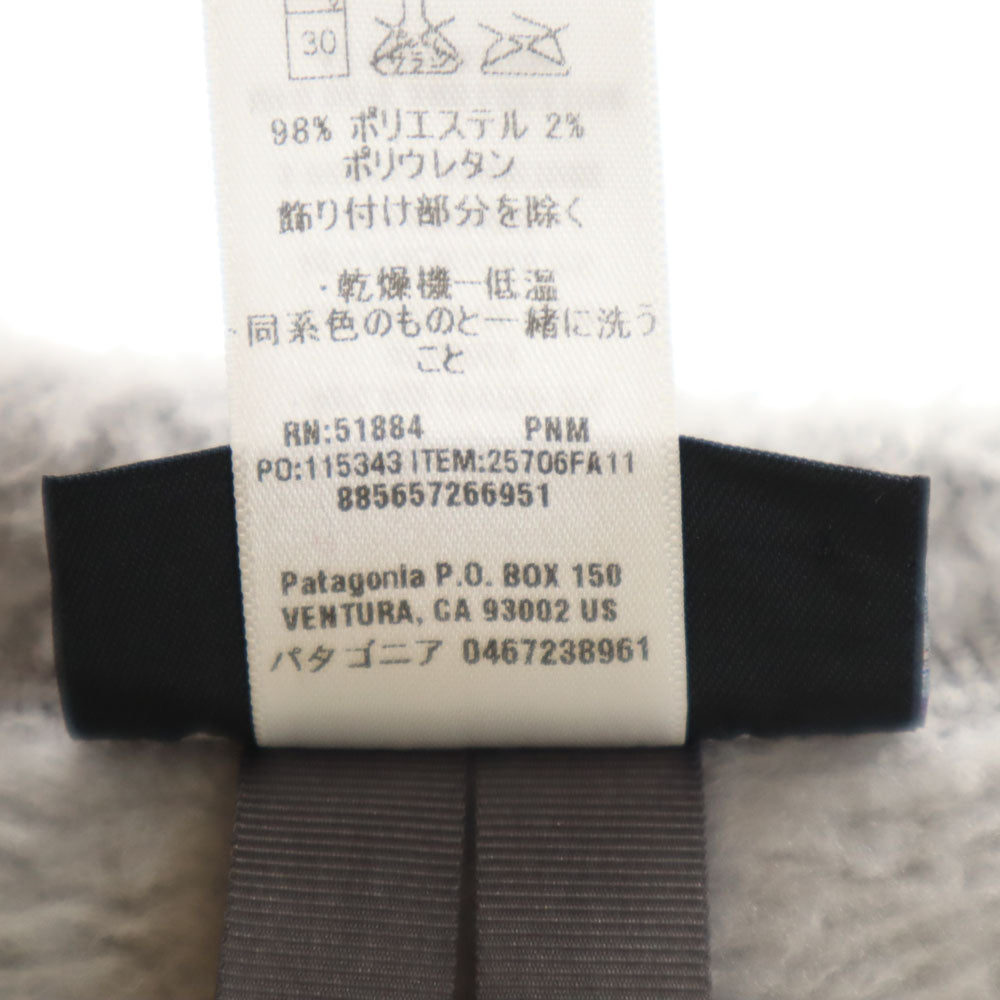 30
98% ポリエステル 2%
ポリウレタン
飾り付け部分を除く
・乾燥機一低温
・同系色のものと一緒に洗う
こと
RN:51884 PNM
PO:115343 ITEM:25706FA11
885657266951
Patagonia P.O. BOX 150
VENTURA, CA 93002 US
パタゴニア 0467238961